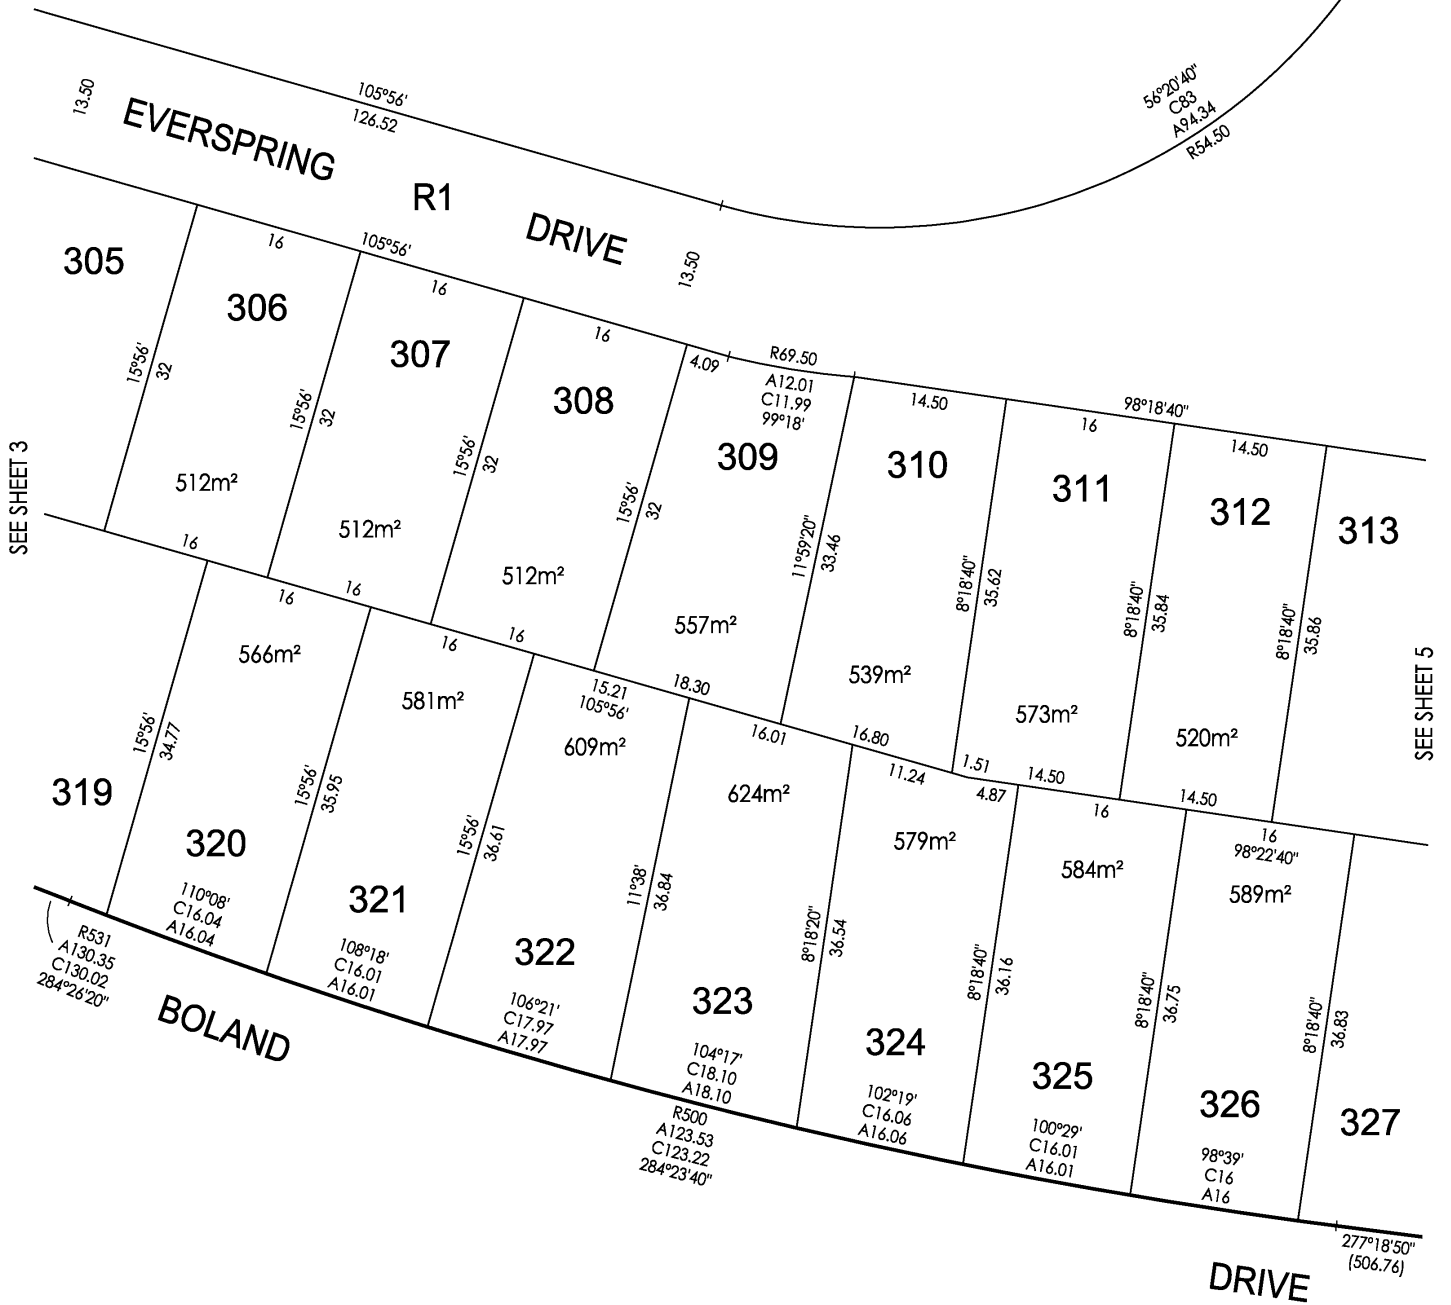 56°20'40"
C83
A94.34
R54.50
105°56'
126.52
13.50
EVERSPRING
R1
DRIVE
13.50
305
16
105°56'
306
16
307
16
308
4.09
R69.50
A12.01
C11.99
99°18'
309
14.50
98°18'40"
16
14.50
310
311
312
313
15°56'
32
15°56'
32
15°56'
32
15°56'
32
11°59'20"
33.46
8°18'40"
35.62
8°18'40"
35.84
8°18'40"
35.86
SEE SHEET 3
512m²
512m²
512m²
557m²
539m²
573m²
520m²
SEE SHEET 5
16
16
16
16
16
15.21
105°56'
18.30
16.01
16.80
11.24
1.51
4.87
14.50
16
14.50
16
98°22'40"
566m²
581m²
609m²
624m²
579m²
584m²
589m²
15°56'
34.77
15°56'
35.95
15°56'
36.61
11°38'
36.84
8°18'20"
36.54
8°18'40"
36.16
8°18'40"
36.75
8°18'40"
36.83
319
320
110°08'
C16.04
A16.04
321
108°18'
C16.01
A16.01
322
106°21'
C17.97
A17.97
323
104°17'
C18.10
A18.10
324
102°19'
C16.06
A16.06
325
100°29'
C16.01
A16.01
326
98°39'
C16
A16
327
R531
A130.35
C130.02
284°26'20"
BOLAND
R500
A123.53
C123.22
284°23'40"
DRIVE
277°18'50"
(506.76)